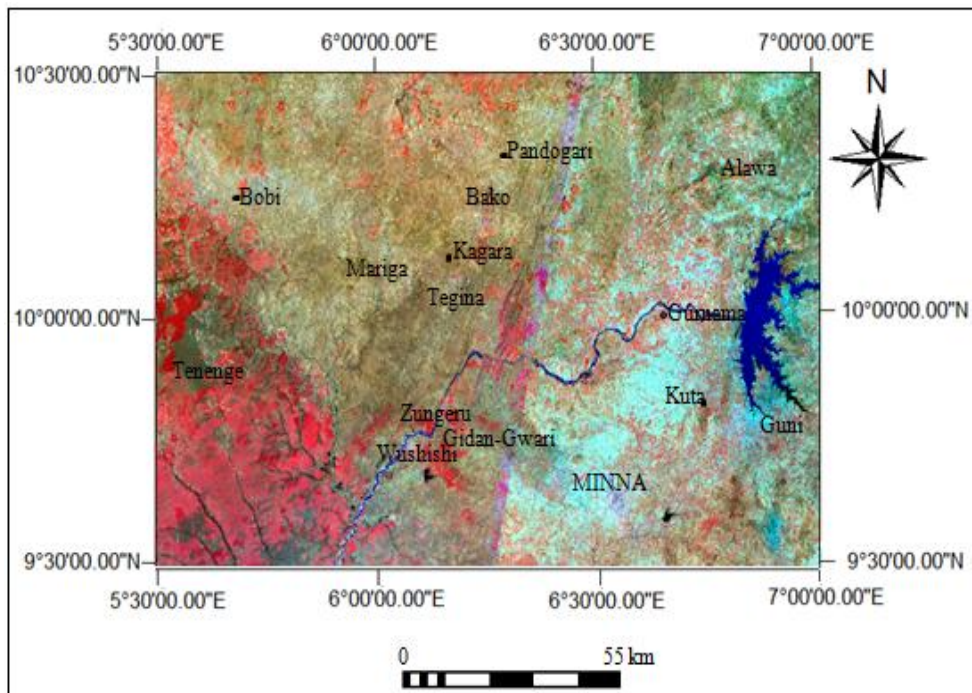 5°30'00.00"E 6°00'00.00"E 6°30'00.00"E 7°00'00.00"E
10°30'00.00"N
N
Pandogari
Alawa
Bobi
Bako
Kagara
Mariga
Tegina
10°00'00.00"N
10°00'00.00"N
Tenenge
Kuta
Zungeru
Guni
Gidan-Gwari
Wushishi
MINNA
9°30'00.00"N
9°30'00.00"N
5°30'00.00"E 6°00'00.00"E 6°30'00.00"E 7°00'00.00"E
0 55 km